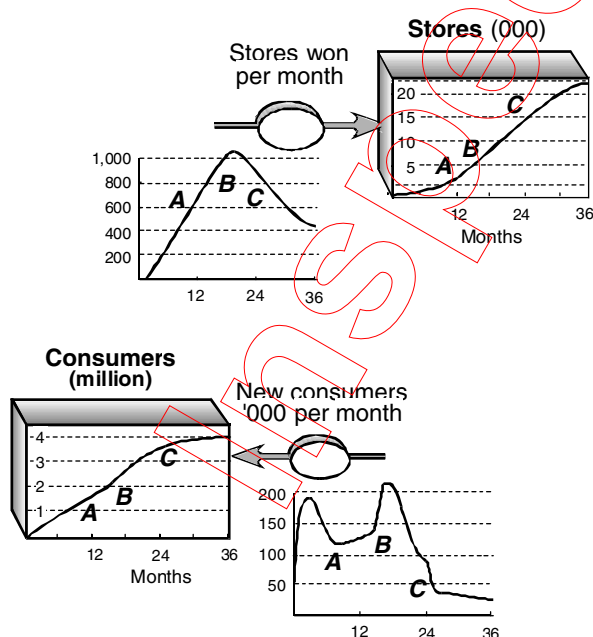 Stores (000)
Stores won
per month
20
15
10
5
A
B
C
12
24
36
Months
1,000
800
600
400
200
A
B
C
12
24
36
Consumers
(million)
4
3
2
1
A
B
C
12
24
36
Months
New consumers
'000 per month
200
150
100
50
A
B
C
12
24
36